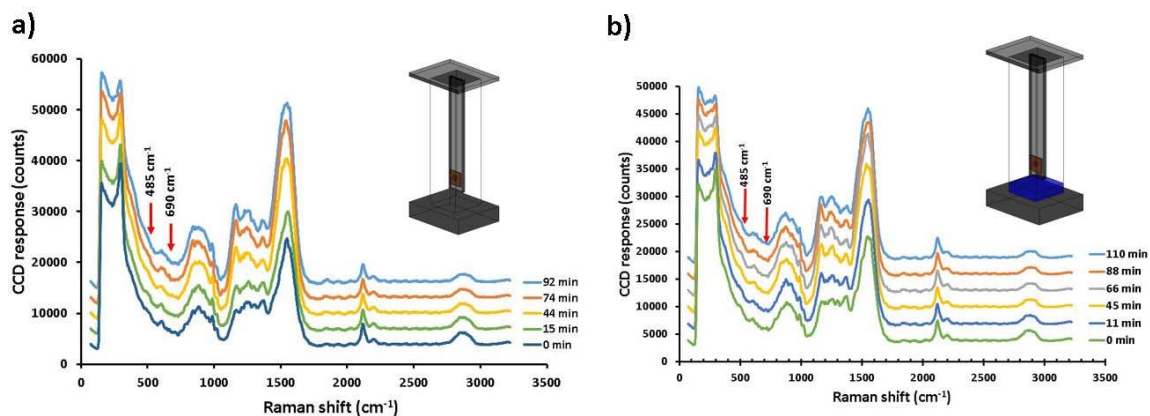 a)
60000
50000
40000
30000
20000
10000
0
CCD response (counts)
485 cm-1
690 cm-1
92 min
74 min
44 min
15 min
0 min
0 500 1000 1500 2000 2500 3000 3500
Raman shift (cm-1)
b)
50000
45000
40000
35000
30000
25000
20000
15000
10000
5000
0
CCD response (counts)
485 cm-1
690 cm-1
110 min
88 min
66 min
45 min
11 min
0 min
0 500 1000 1500 2000 2500 3000 3500
Raman shift (cm-1)